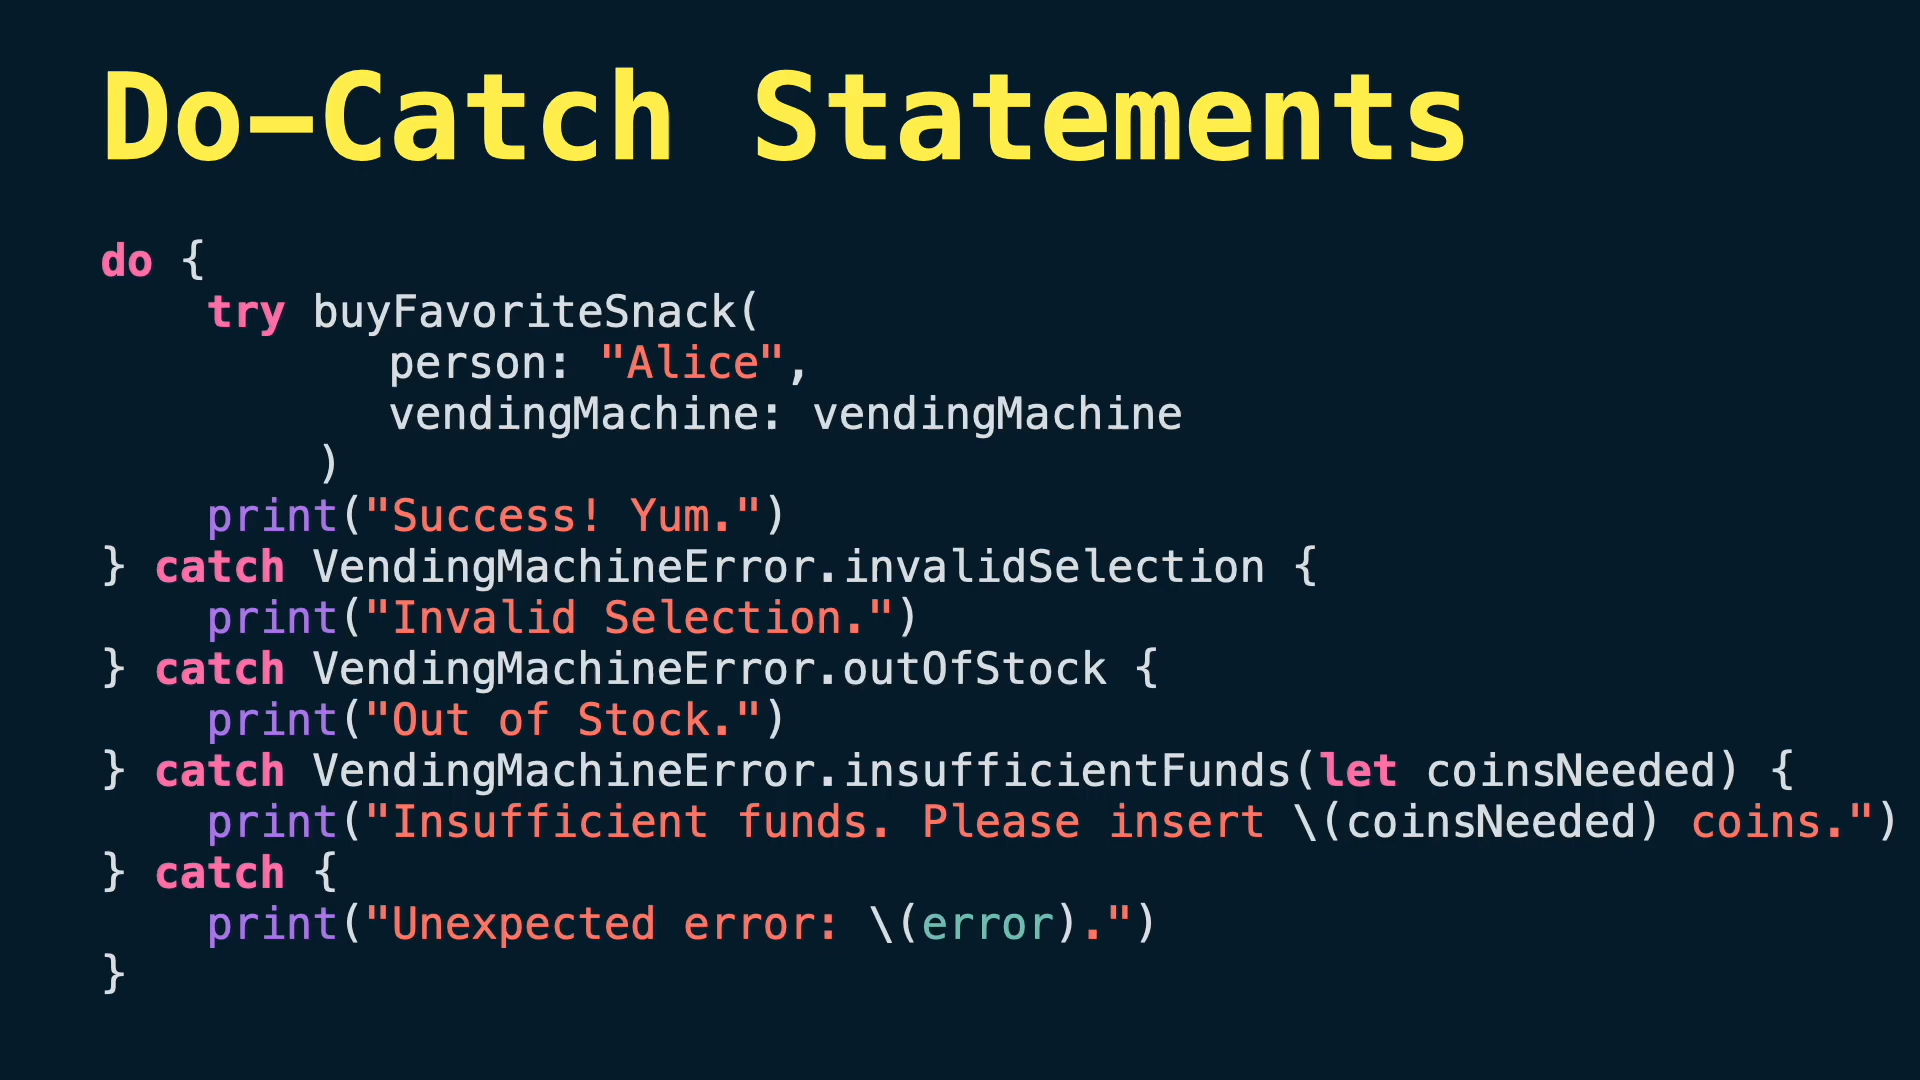 Do-Catch Statements
do {
    try buyFavoriteSnack(
           person: "Alice",
           vendingMachine: vendingMachine
        )
    print("Success! Yum.")
} catch VendingMachineError.invalidSelection {
    print("Invalid Selection.")
} catch VendingMachineError.outOfStock {
    print("Out of Stock.")
} catch VendingMachineError.insufficientFunds(let coinsNeeded) {
    print("Insufficient funds. Please insert \(coinsNeeded) coins.")
} catch {
    print("Unexpected error: \(error).")
}